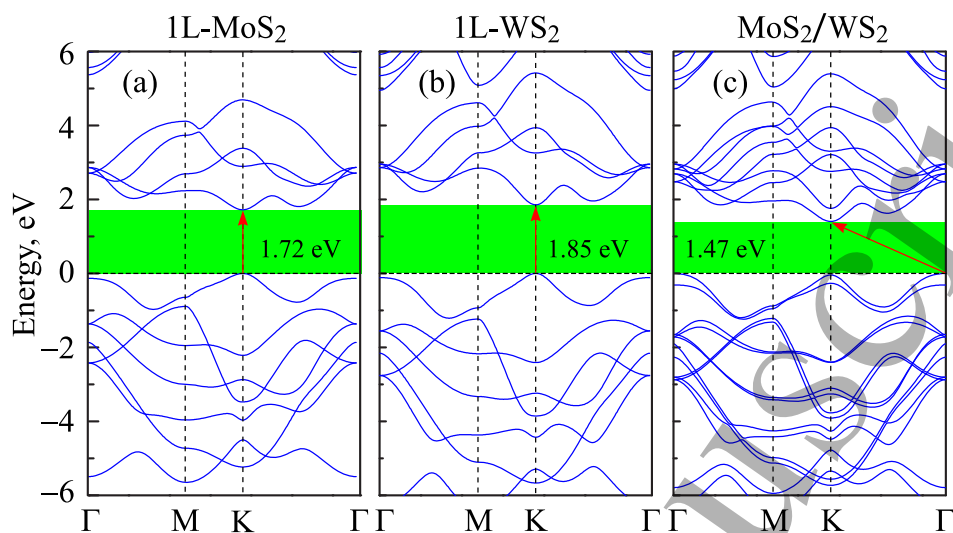 1L-MoS₂ 1L-WS₂ MoS₂/WS₂
(a) (b) (c)
Energy, eV
6
4
2
0
−2
−4
−6
1.72 eV 1.85 eV 1.47 eV
Γ M K Γ M K Γ Γ M K Γ